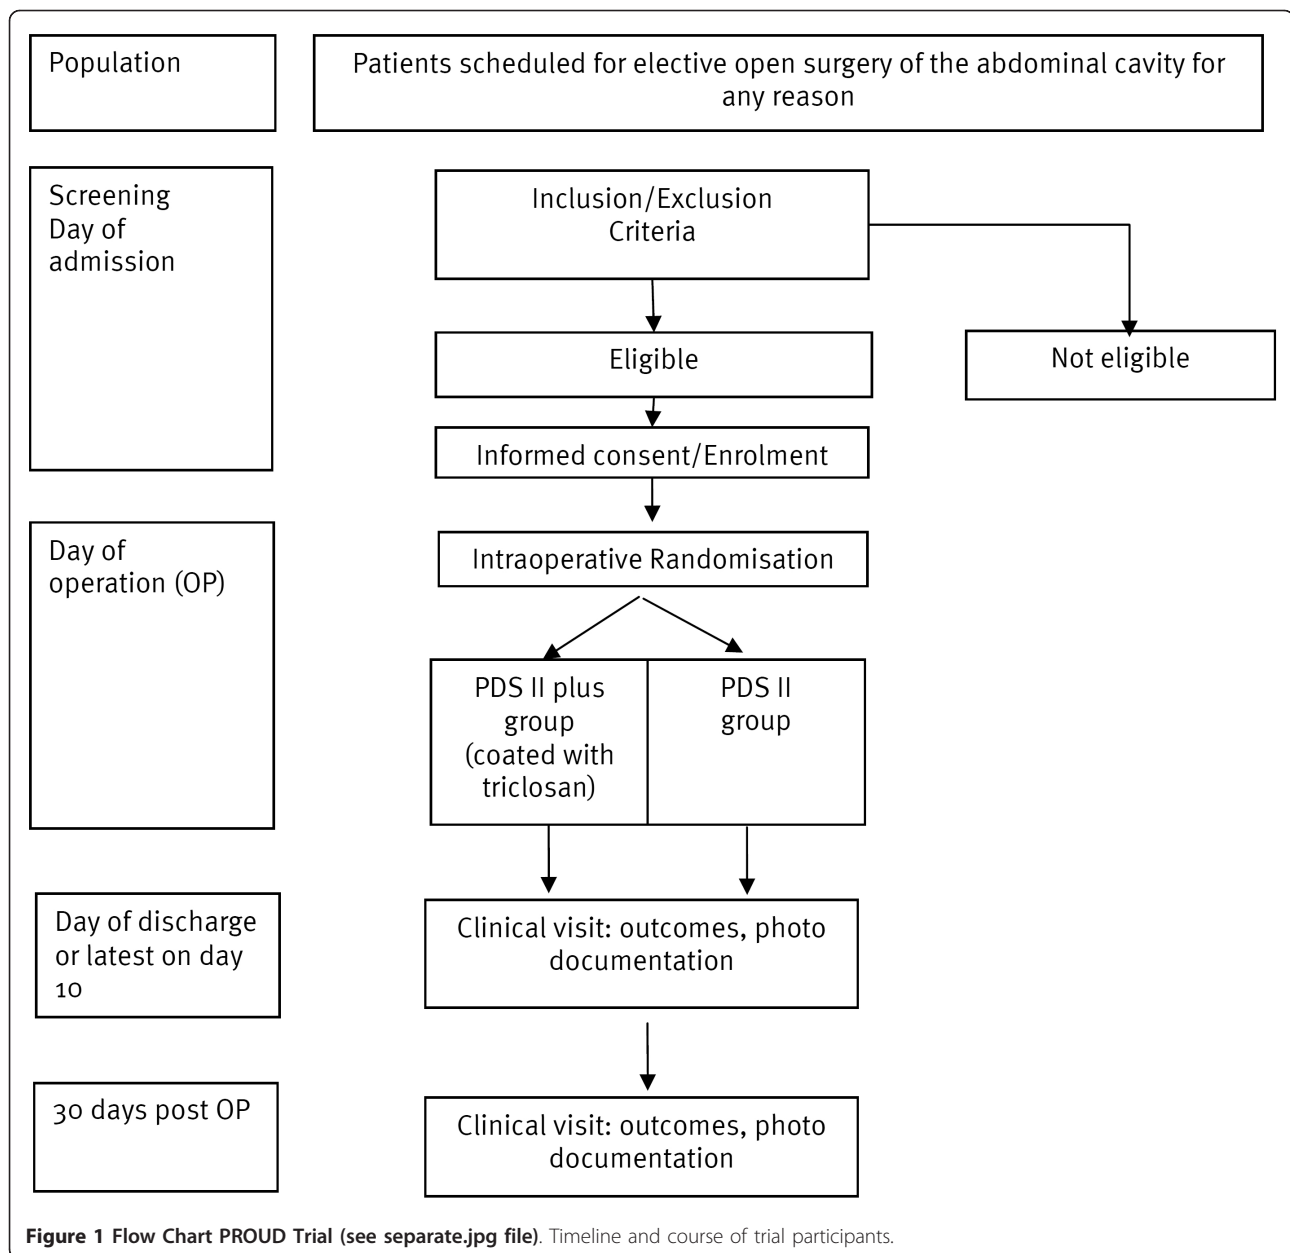 Population
Patients scheduled for elective open surgery of the abdominal cavity for
any reason
Screening
Day of
admission
Inclusion/Exclusion
Criteria
Eligible
Not eligible
Informed consent/Enrolment
Day of
operation (OP)
Intraoperative Randomisation
PDS II plus
group
(coated with
triclosan)
PDS II
group
Day of discharge
or latest on day
10
Clinical visit: outcomes, photo
documentation
30 days post OP
Clinical visit: outcomes, photo
documentation
Figure 1 Flow Chart PROUD Trial (see separate.jpg file). Timeline and course of trial participants.